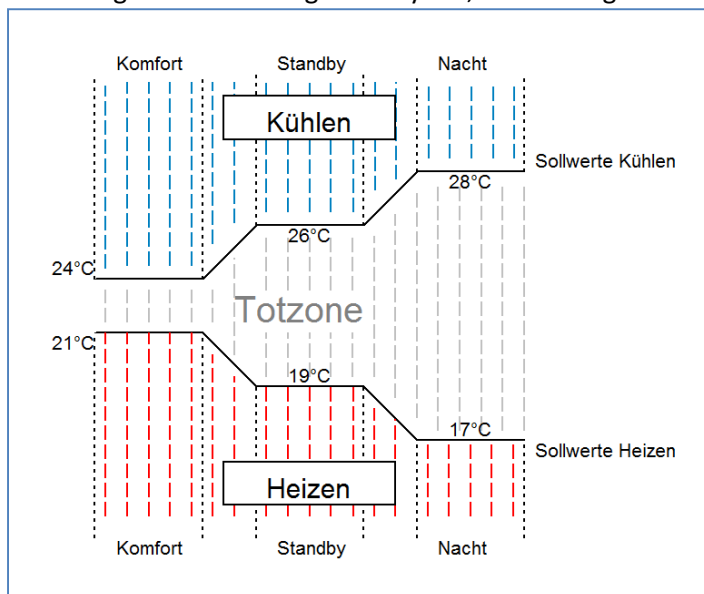 Komfort Standby Nacht
Kühlen
Sollwerte Kühlen
28°C
26°C
24°C
Totzone
21°C
19°C
17°C
Sollwerte Heizen
Heizen
Komfort Standby Nacht